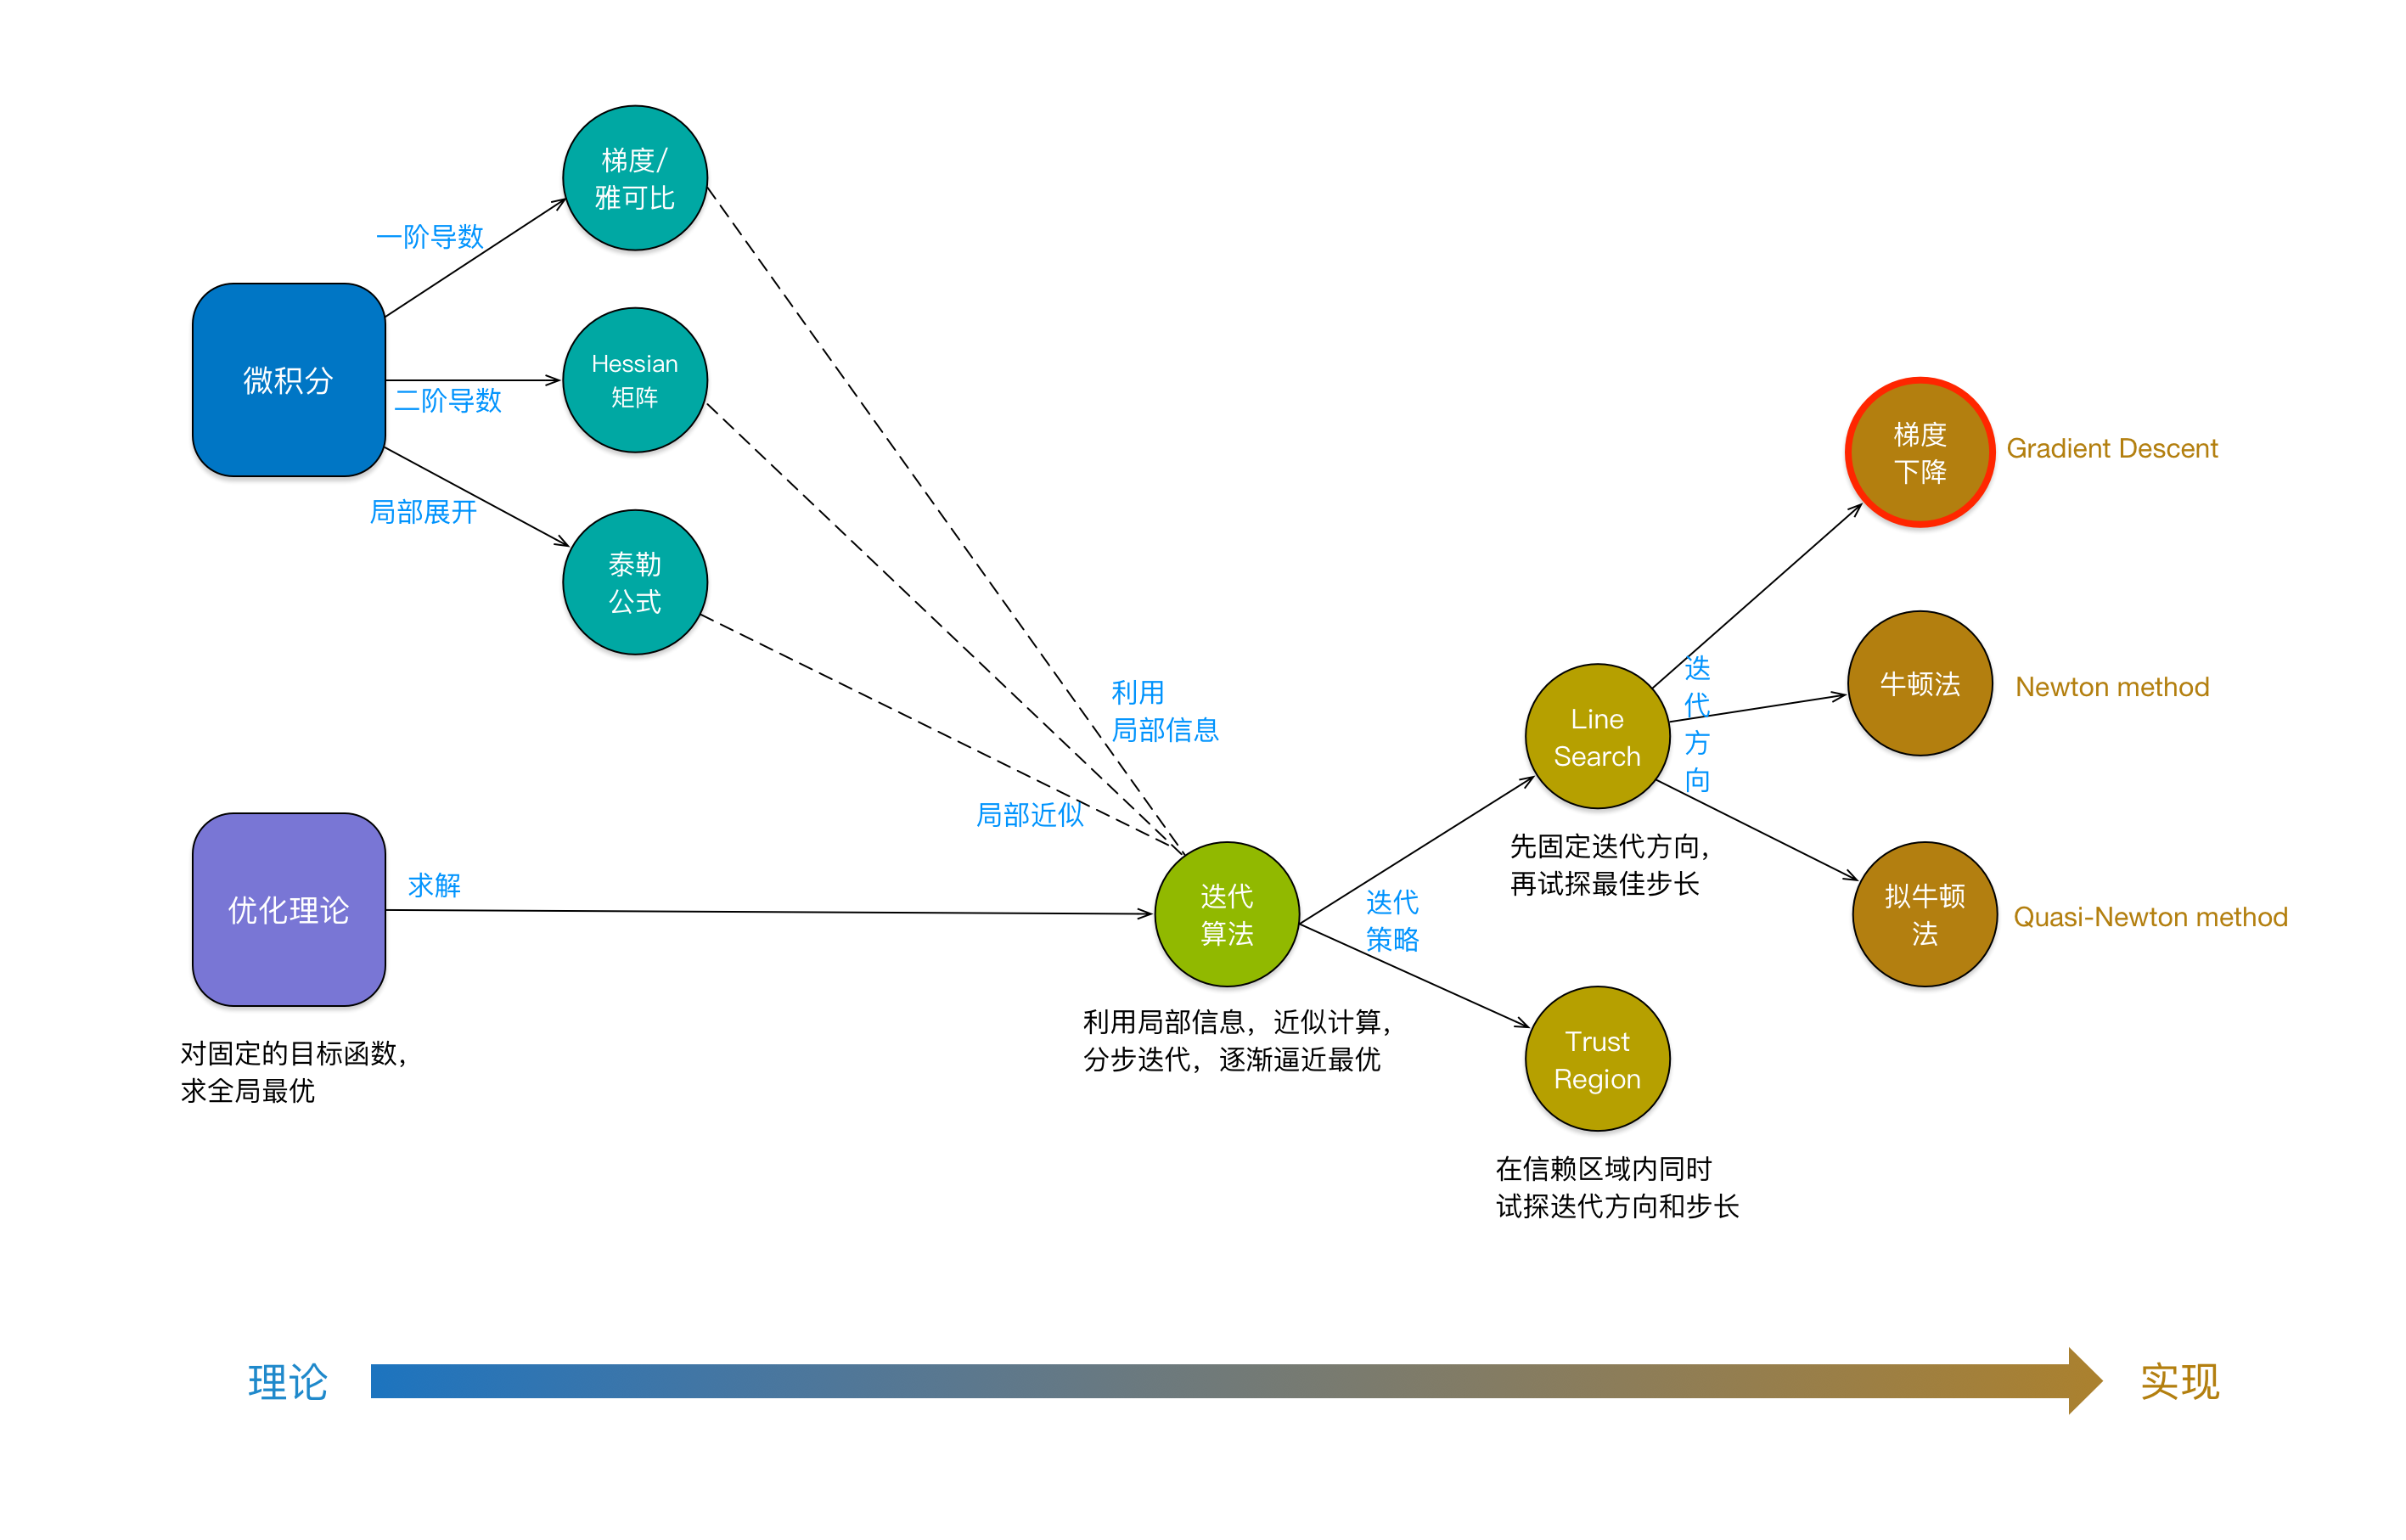 梯度/
雅可比
一阶导数
Hessian
矩阵
微积分
二阶导数
局部展开
泰勒
公式
梯度
下降
Gradient Descent
牛顿法
Newton method
利用
局部信息
迭
代
方
向
Line
Search
局部近似
先固定迭代方向,
再试探最佳步长
求解
优化理论
迭代
算法
迭代
策略
拟牛顿
法
Quasi-Newton method
对固定的目标函数,
求全局最优
利用局部信息，近似计算,
分步迭代，逐渐逼近最优
Trust
Region
在信赖区域内同时
试探迭代方向和步长
理论
实现